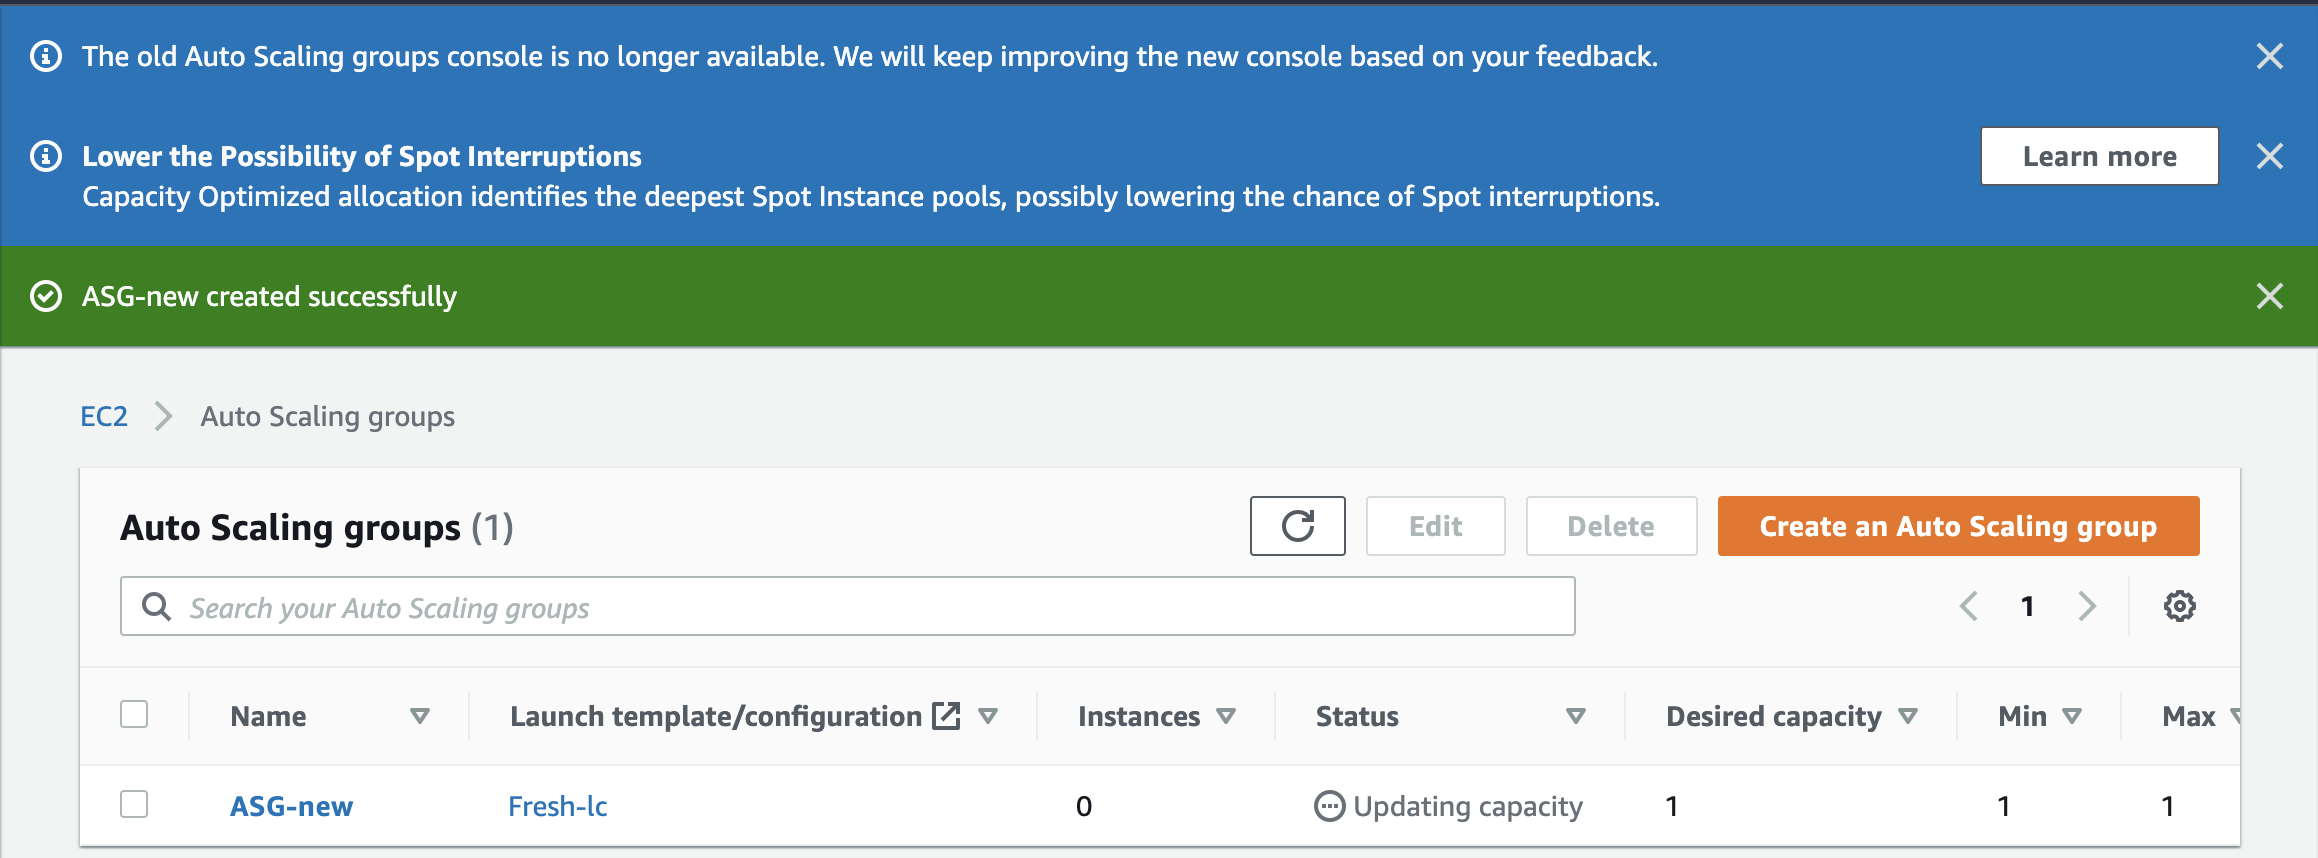 The old Auto Scaling groups console is no longer available. We will keep improving the new console based on your feedback.
Lower the Possibility of Spot Interruptions
Learn more
Capacity Optimized allocation identifies the deepest Spot Instance pools, possibly lowering the chance of Spot interruptions.
ASG-new created successfully
EC2 Auto Scaling groups
Auto Scaling groups (1)
Edit Delete Create an Auto Scaling group
Search your Auto Scaling groups
1
Name Launch template/configuration Instances Status Desired capacity Min Max
ASG-new Fresh-lc 0 Updating capacity 1 1 1